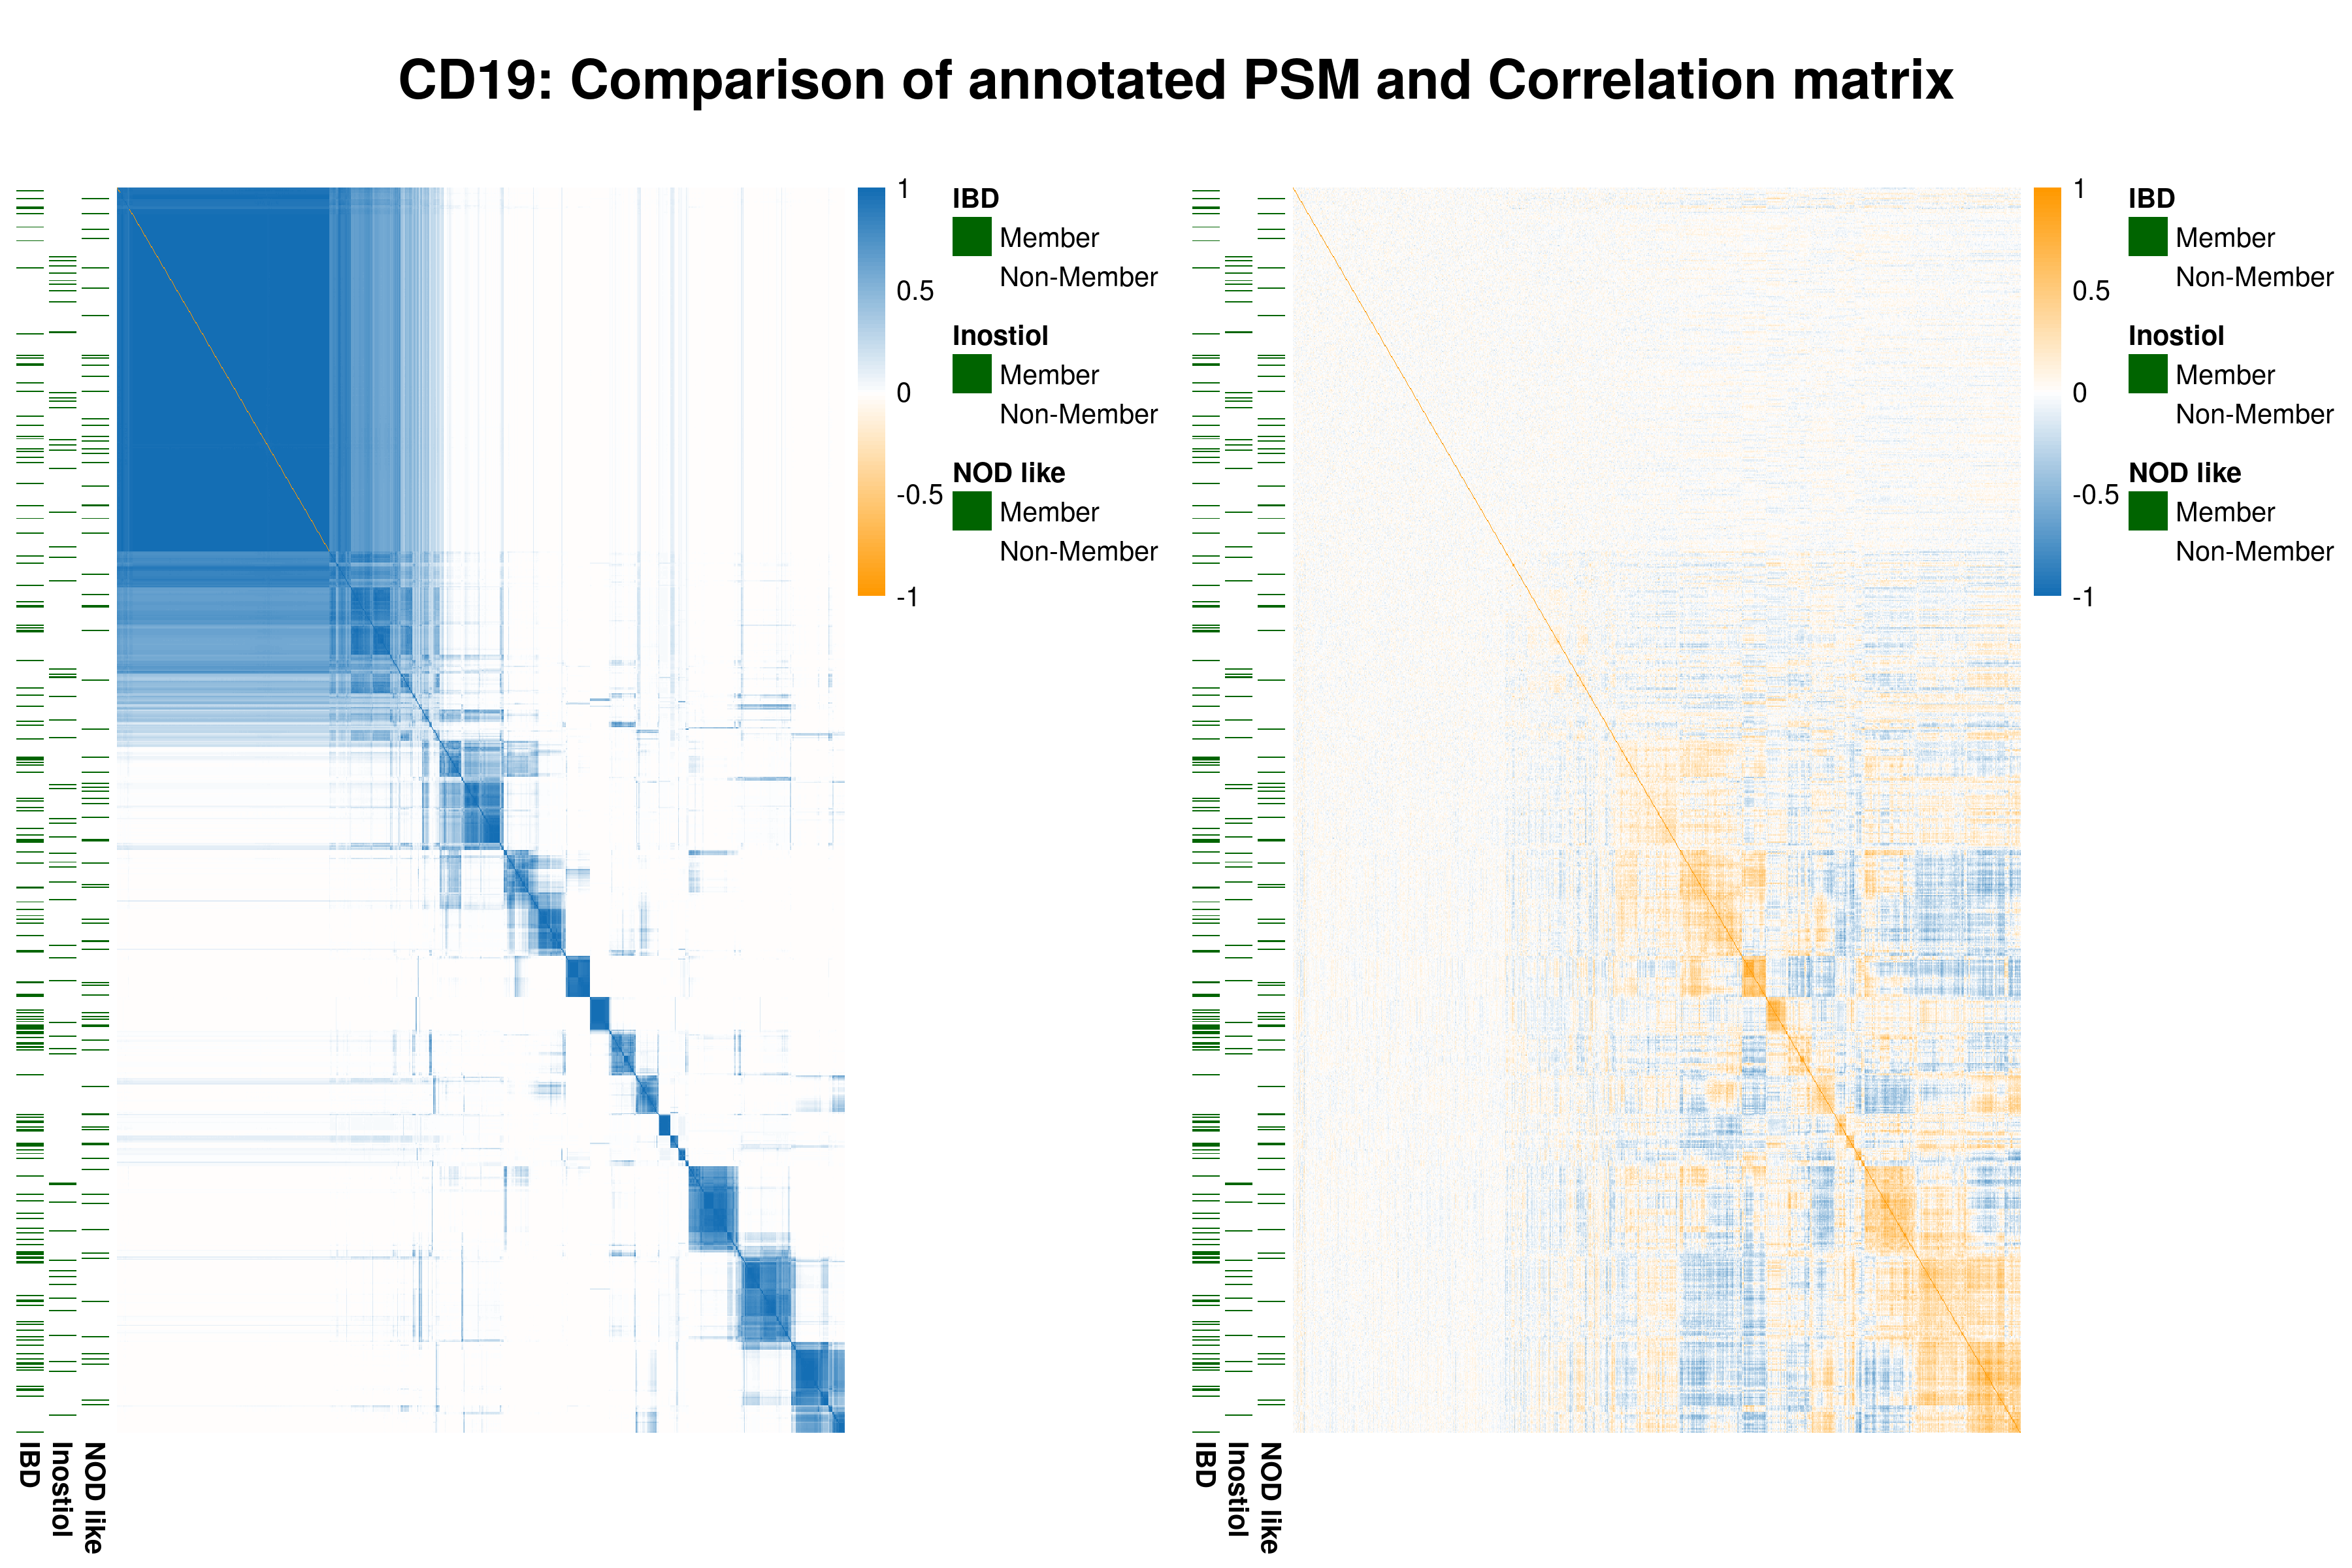 CD19: Comparison of annotated PSM and Correlation matrix
1
0.5
0
-0.5
-1
IBD
Member
Non-Member
Inostiol
Member
Non-Member
NOD like
Member
Non-Member
IBD
Inostiol
NOD like
1
0.5
0
-0.5
-1
IBD
Member
Non-Member
Inostiol
Member
Non-Member
NOD like
Member
Non-Member
IBD
Inostiol
NOD like